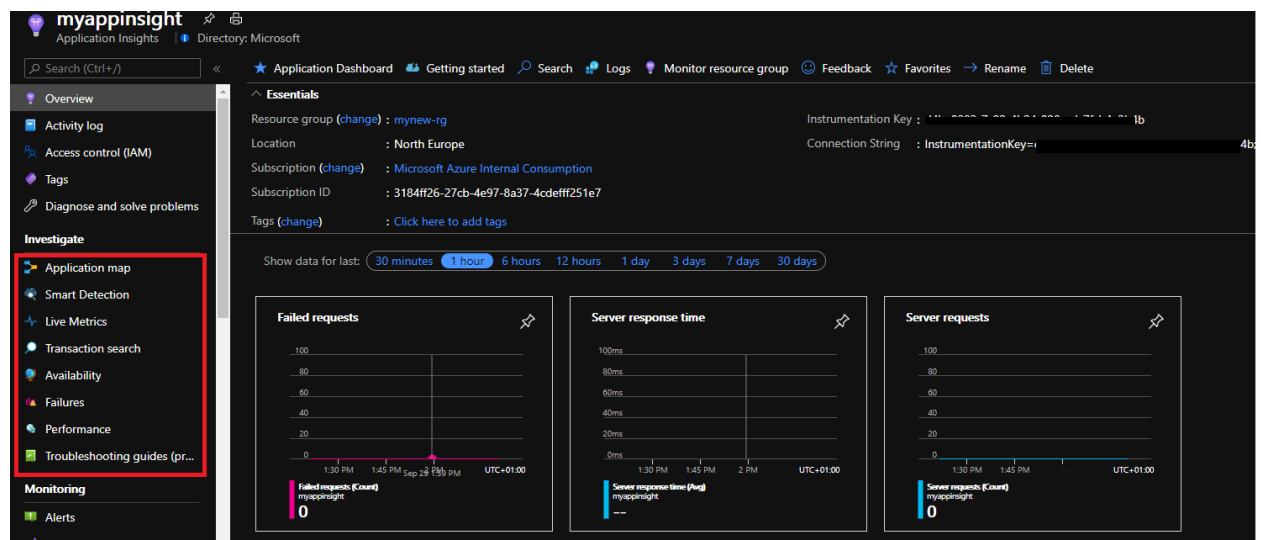 myappinsight
Application Insights Directory: Microsoft
Search (Ctrl+/) «
Overview
Activity log
Access control (IAM)
Tags
Diagnose and solve problems
Investigate
Application map
Smart Detection
Live Metrics
Transaction search
Availability
Failures
Performance
Troubleshooting guides (pr...
Monitoring
Alerts
Application Dashboard Getting started Search Logs Monitor resource group Feedback Favorites Rename Delete
Essentials
Resource group (change) : mynew-rg
Location : North Europe
Subscription (change) : Microsoft Azure Internal Consumption
Subscription ID : 3184ff26-27cb-4e97-8a37-4cdefff251e7
Tags (change) : Click here to add tags
Instrumentation Key :
Connection String : InstrumentationKey=
Show data for last: 30 minutes 1 hour 6 hours 12 hours 1 day 3 days 7 days 30 days
Failed requests
100
80
60
40
20
0
1:30 PM 1:45 PM 2 PM UTC+01:00
Failed requests (Count)
myappinsight
0
Server response time
100ms
80ms
60ms
40ms
20ms
0ms
1:30 PM 1:45 PM 2 PM UTC+01:00
Server response time (Avg)
myappinsight
--
Server requests
100
80
60
40
20
0
1:30 PM 1:45 PM UTC+01:00
Server requests (Count)
myappinsight
0